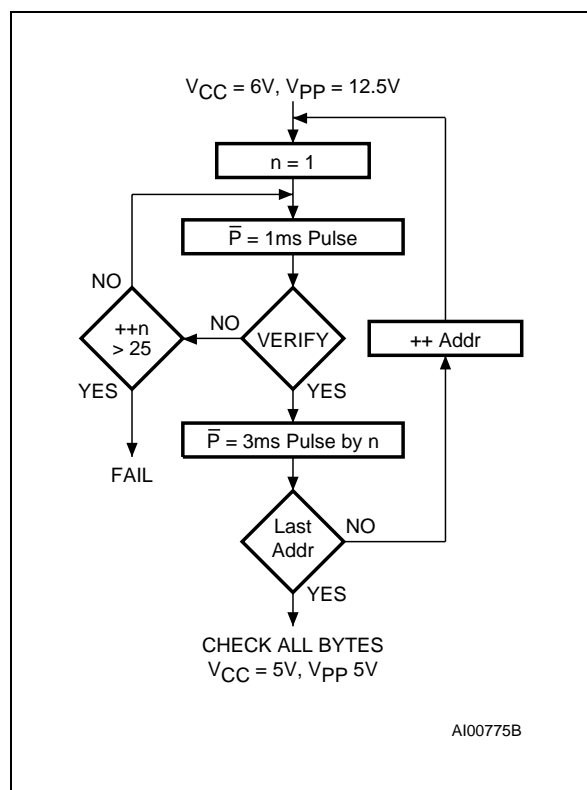 VCC = 6V, VPP = 12.5V
n = 1
P̅ = 1ms Pulse
NO
++n
> 25
NO
VERIFY
++ Addr
YES
YES
P̅ = 3ms Pulse by n
FAIL
Last
Addr
NO
YES
CHECK ALL BYTES
VCC = 5V, VPP 5V
AI00775B